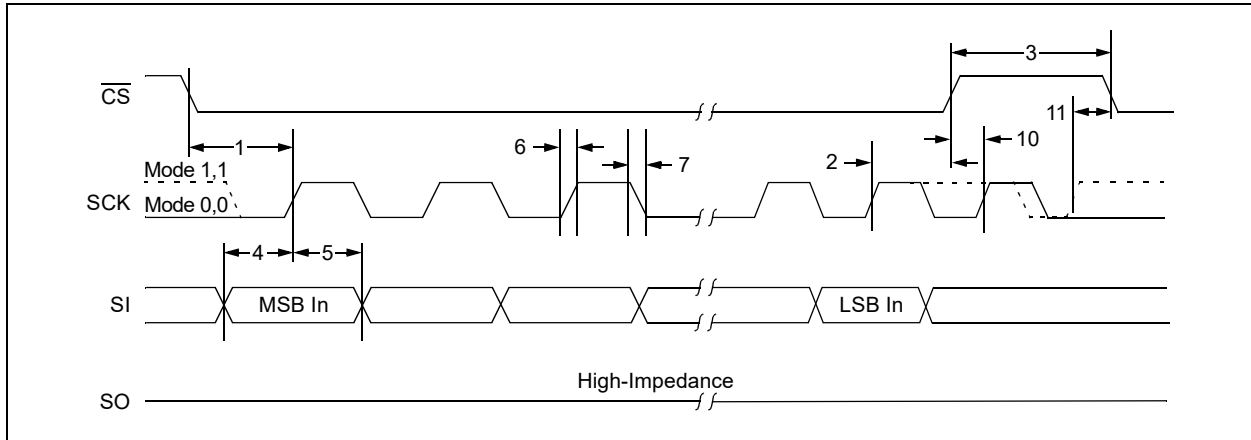 3
CS
11
1
6
7
2
10
Mode 1,1
SCK
Mode 0,0
4
5
SI
MSB In
LSB In
High-Impedance
SO